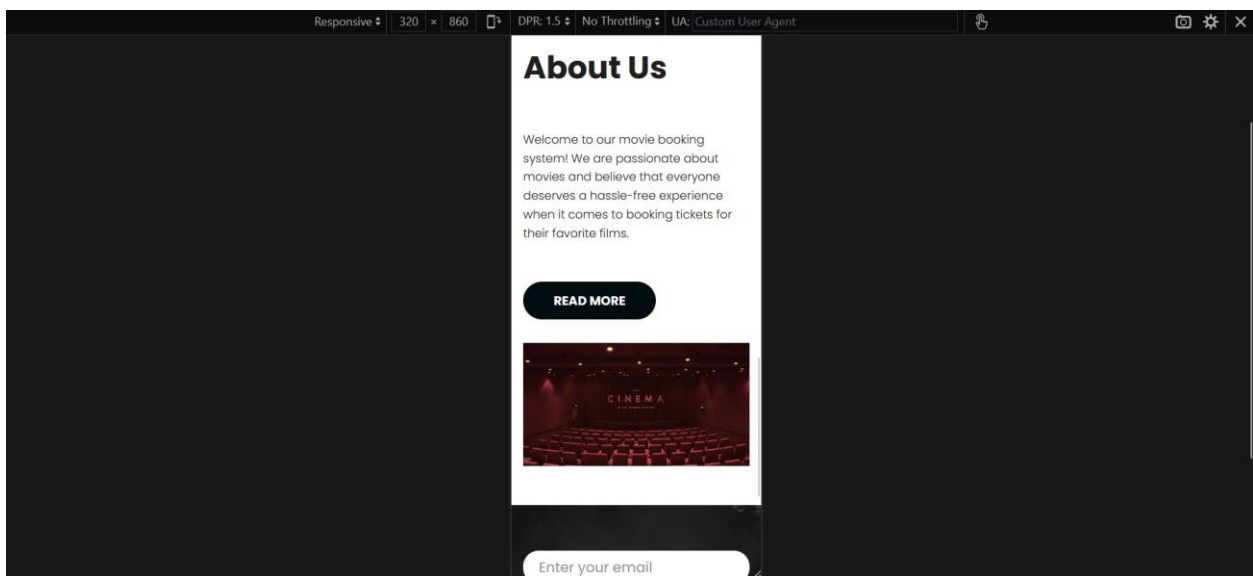 Responsive 320 × 860 DPR: 1.5 No Throttling UA: Custom User Agent
About Us
Welcome to our movie booking
system! We are passionate about
movies and believe that everyone
deserves a hassle-free experience
when it comes to booking tickets for
their favorite films.
READ MORE
CINEMA
Enter your email